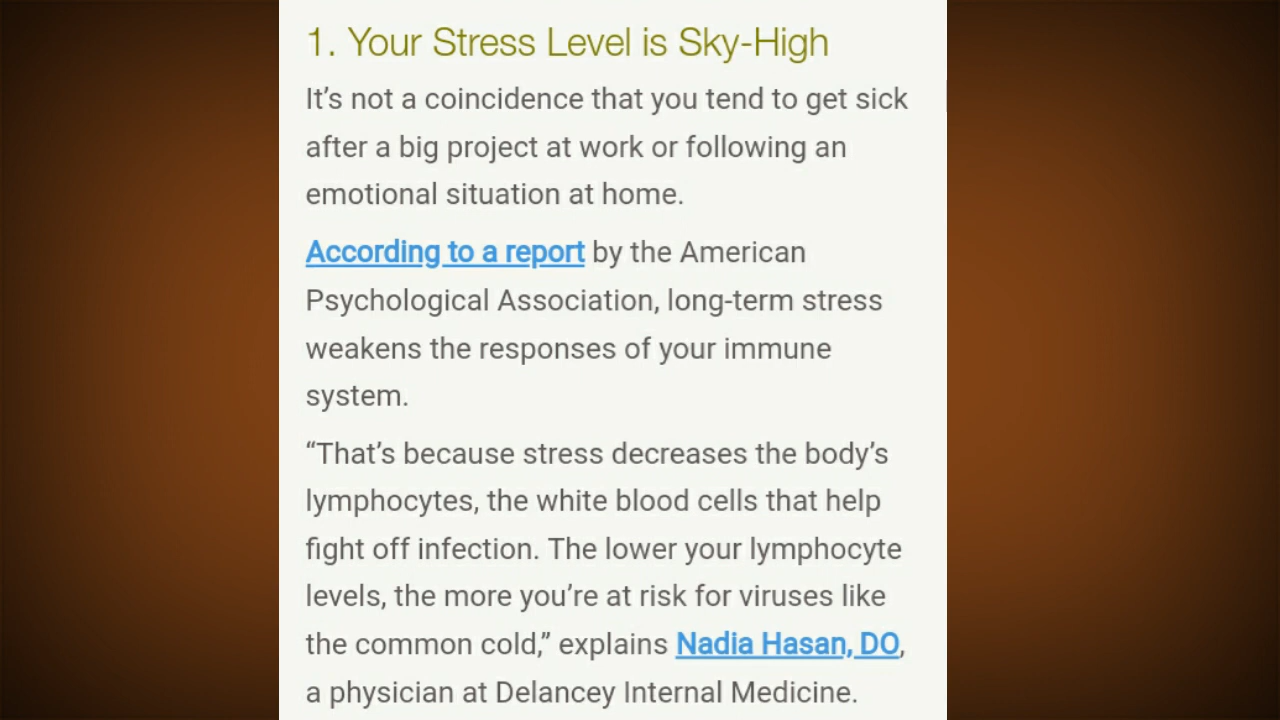 1. Your Stress Level is Sky-High
It’s not a coincidence that you tend to get sick
after a big project at work or following an
emotional situation at home.
According to a report by the American
Psychological Association, long-term stress
weakens the responses of your immune
system.
“That’s because stress decreases the body’s
lymphocytes, the white blood cells that help
fight off infection. The lower your lymphocyte
levels, the more you’re at risk for viruses like
the common cold,” explains Nadia Hasan, DO,
a physician at Delancey Internal Medicine.